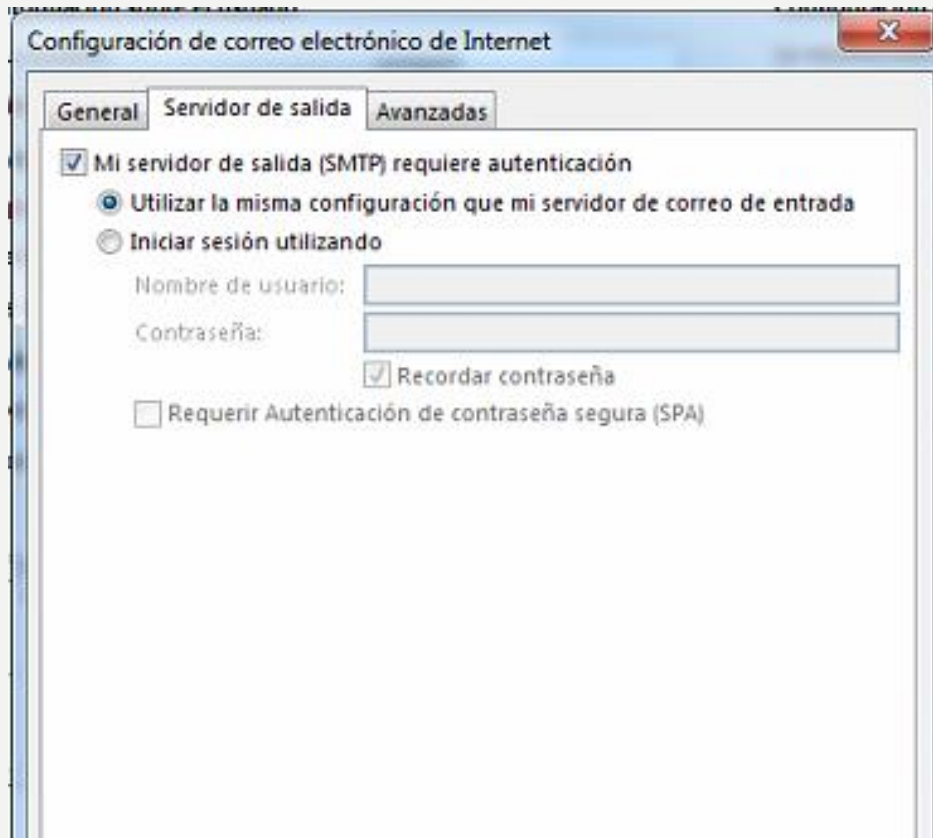 Configuración de correo electrónico de Internet
General Servidor de salida Avanzadas
Mi servidor de salida (SMTP) requiere autenticación
Utilizar la misma configuración que mi servidor de correo de entrada
Iniciar sesión utilizando
Nombre de usuario:
Contraseña:
Recordar contraseña
Requerir Autenticación de contraseña segura (SPA)